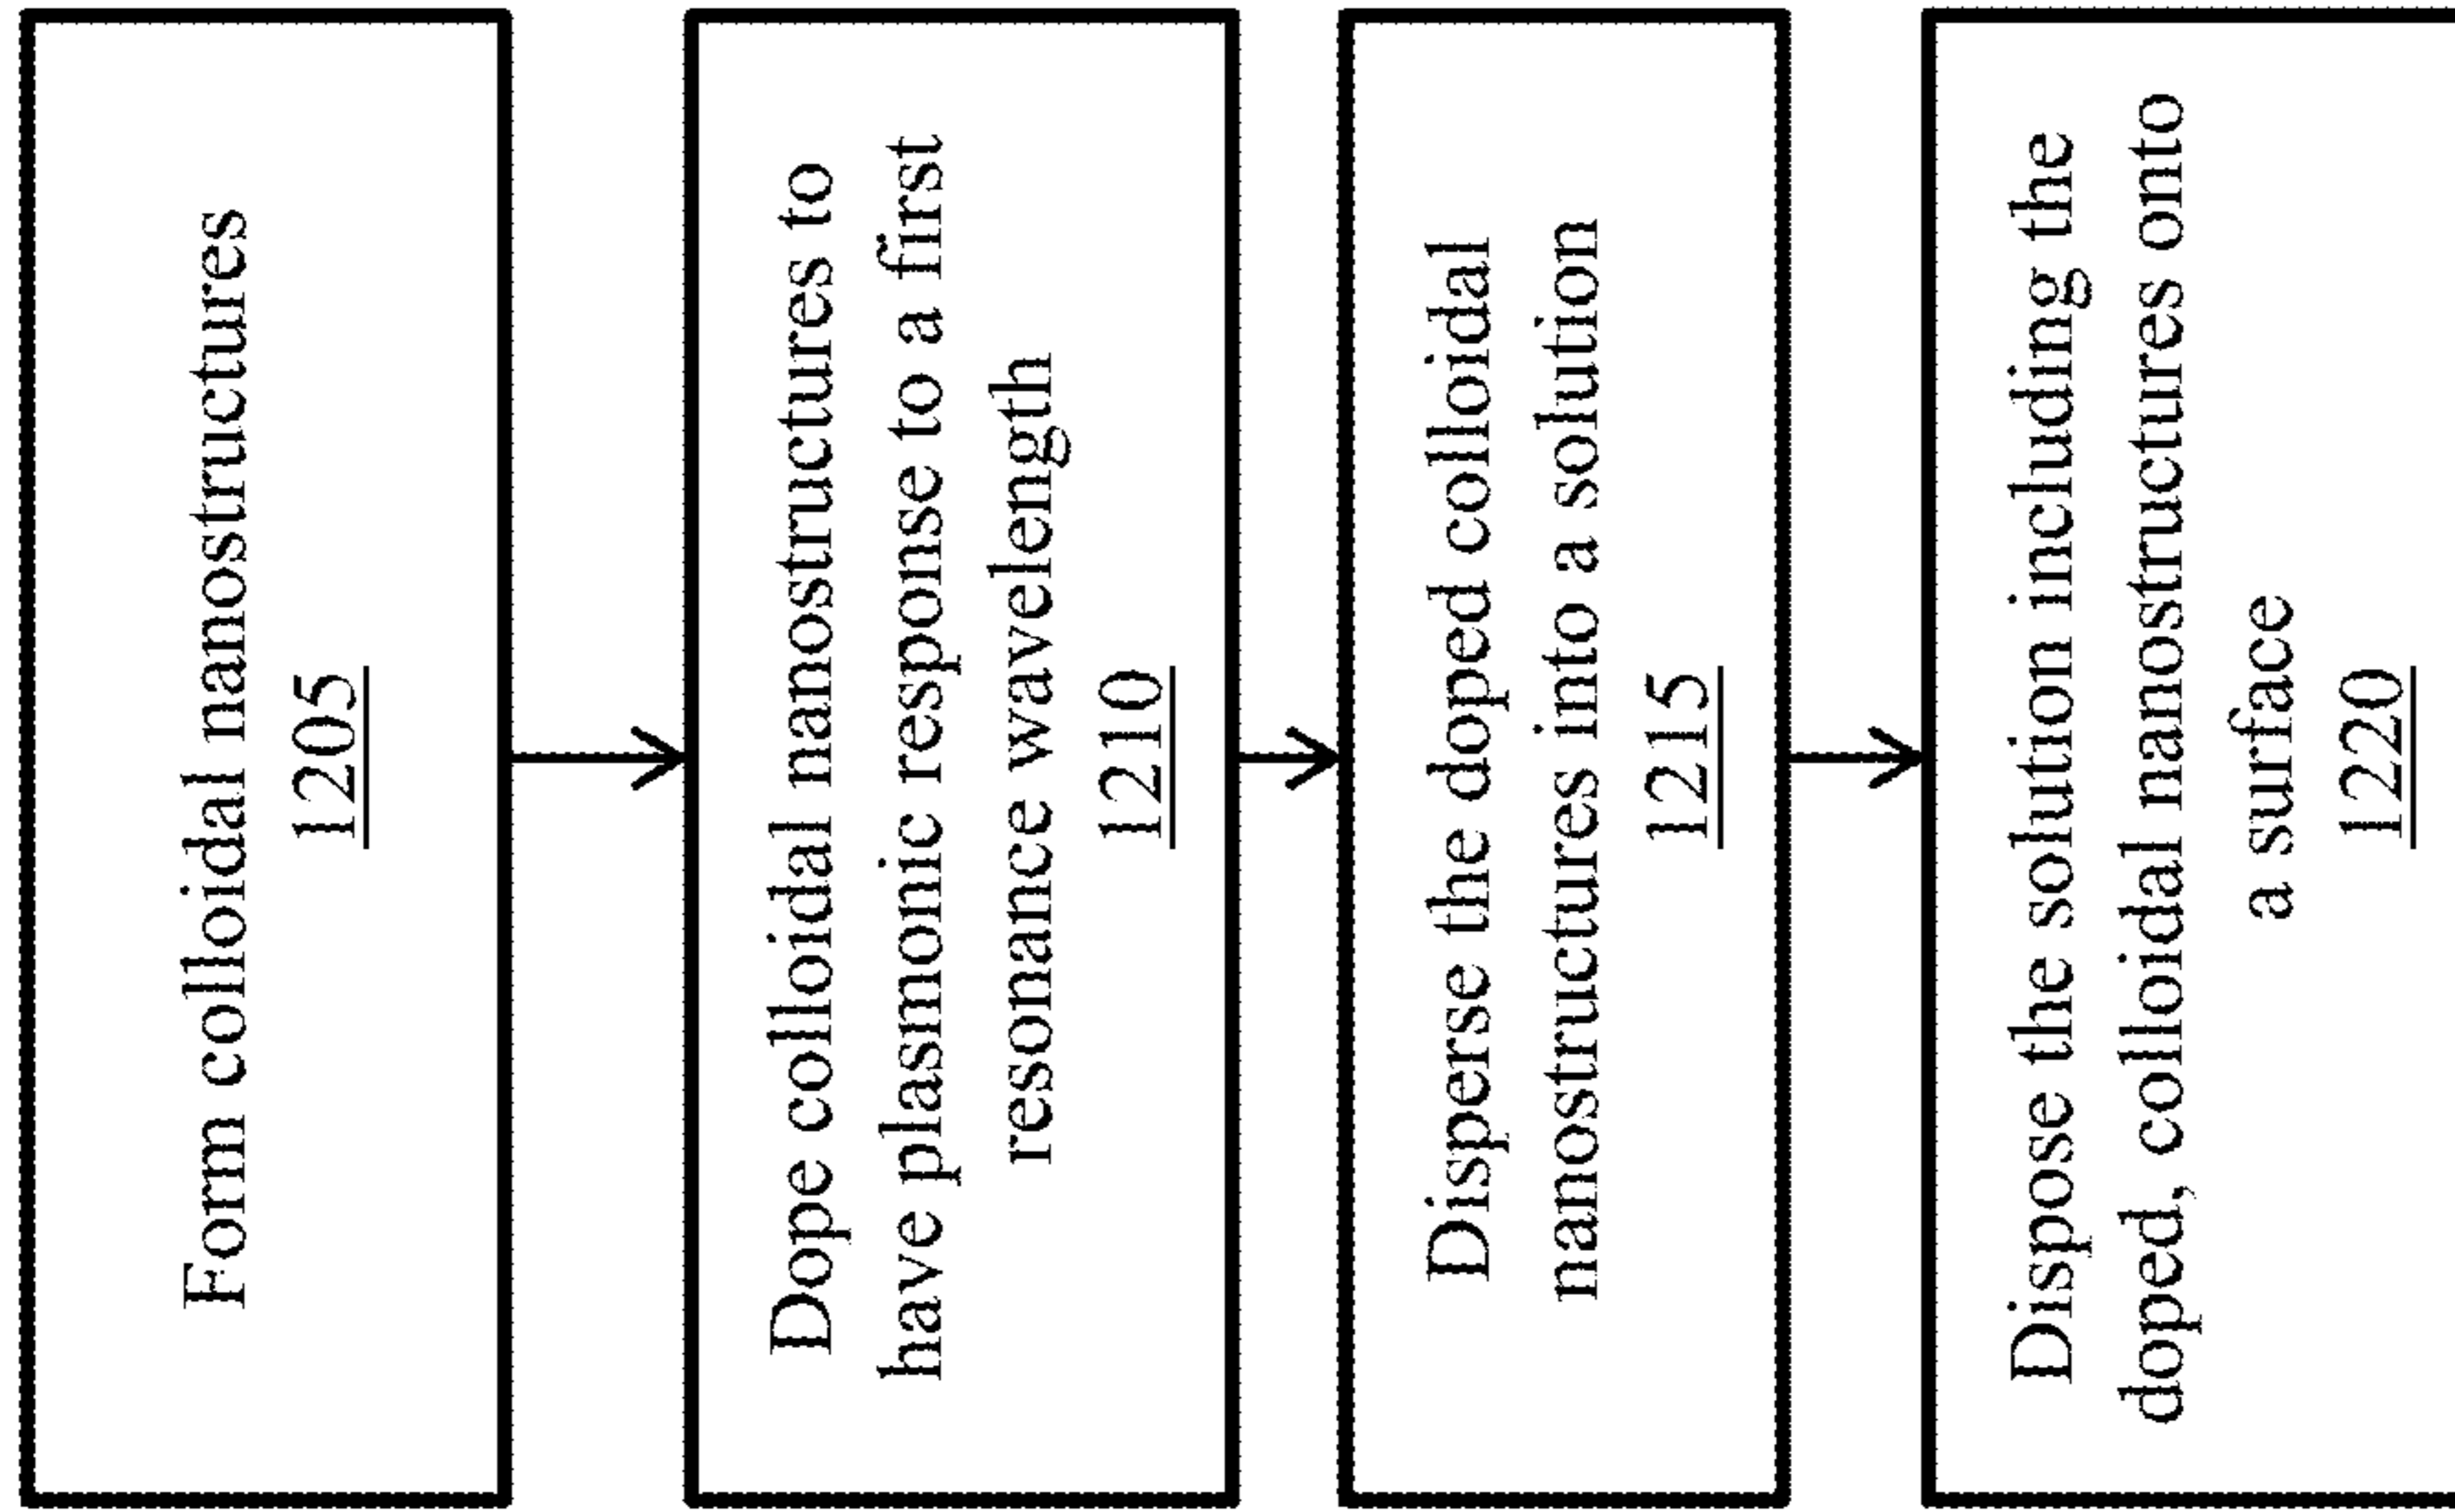 Form colloidal nanostructures
1205
Dope colloidal nanostructures to
have plasmonic response to a first
resonance wavelength
1210
Disperse the doped colloidal
nanostructures into a solution
1215
Dispose the solution including the
doped, colloidal nanostructures onto
a surface
1220